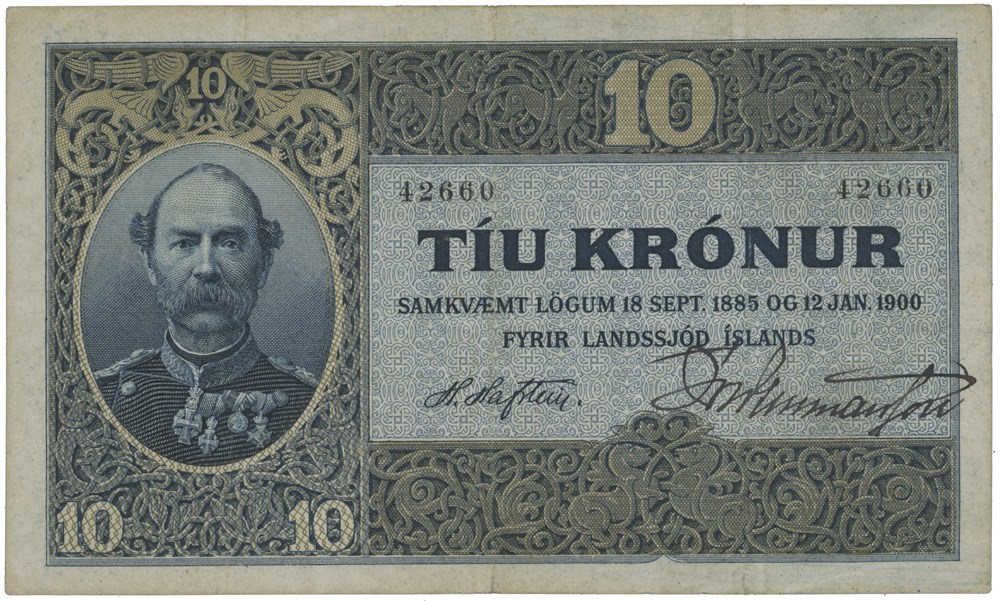 10
10
42660 42660
TÍU KRÓNUR
SAMKVÆMT LÖGUM 18 SEPT. 1885 OG 12 JAN. 1900
FYRIR LANDSSJÓÐ ÍSLANDS
H. Hafstein.
10 10